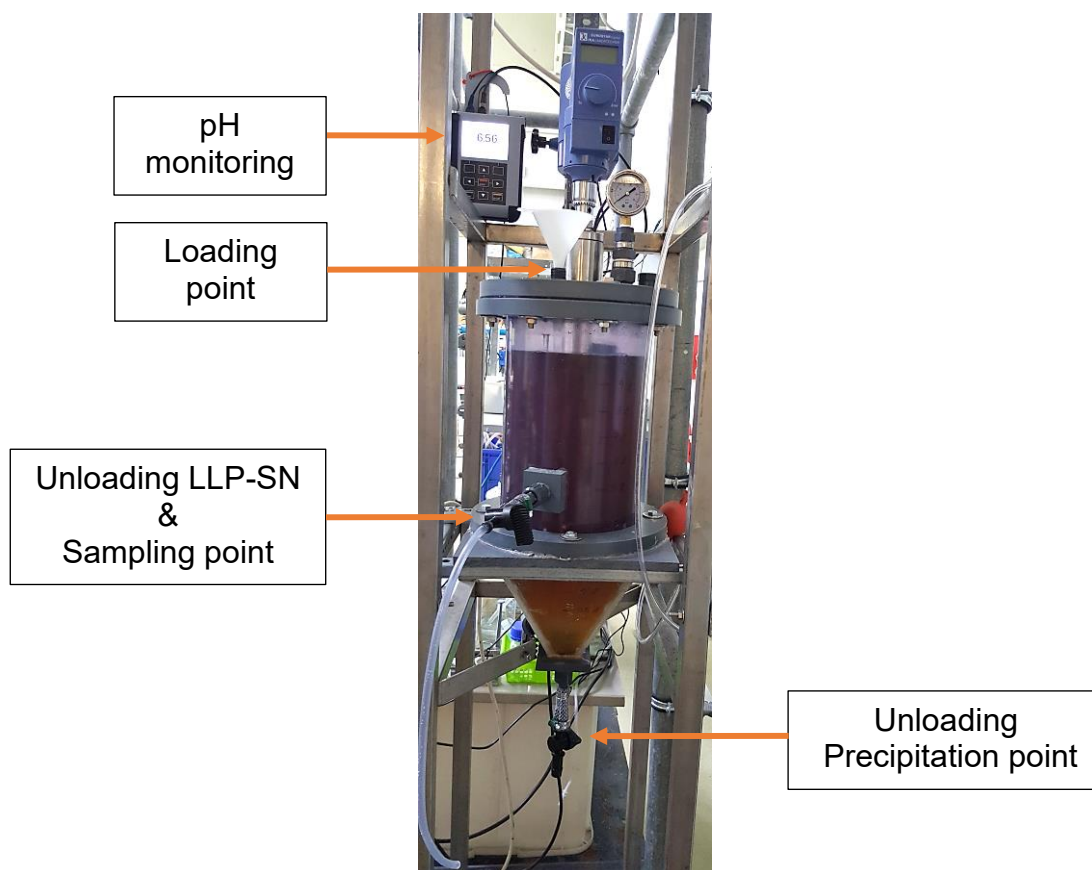 pH
monitoring
6.56
Loading
point
Unloading LLP-SN
&
Sampling point
Unloading
Precipitation point